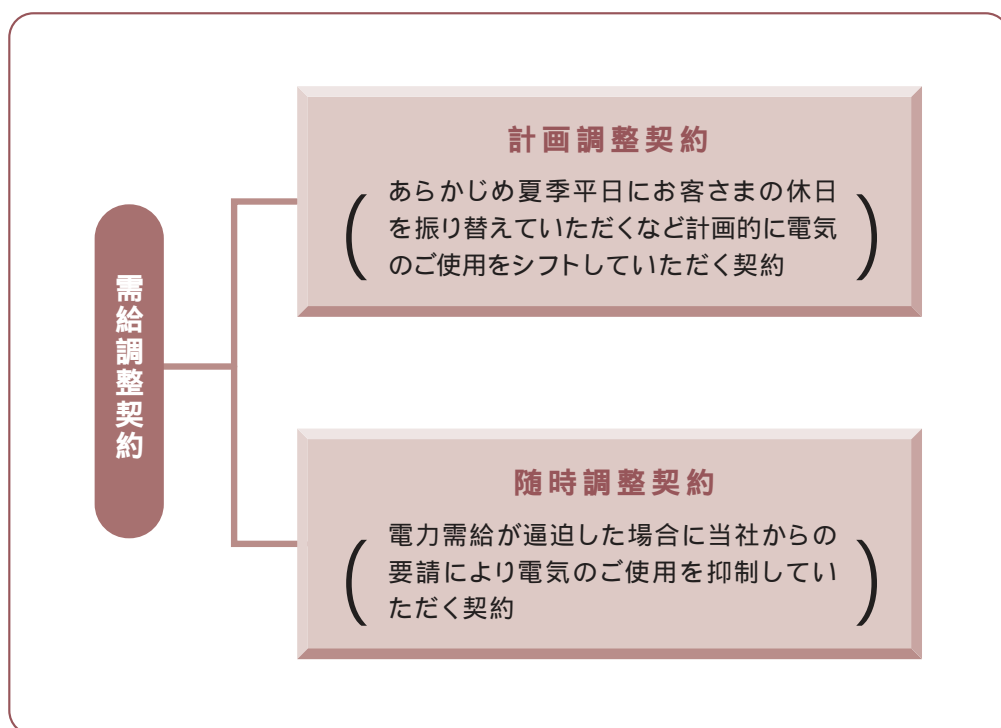 需給調整契約
計画調整契約
(あらかじめ夏季平日にお客さまの休日
を振り替えていただくなど計画的に電気
のご使用をシフトしていただく契約)
随時調整契約
(電力需給が逼迫した場合に当社からの
要請により電気のご使用を抑制してい
ただく契約)